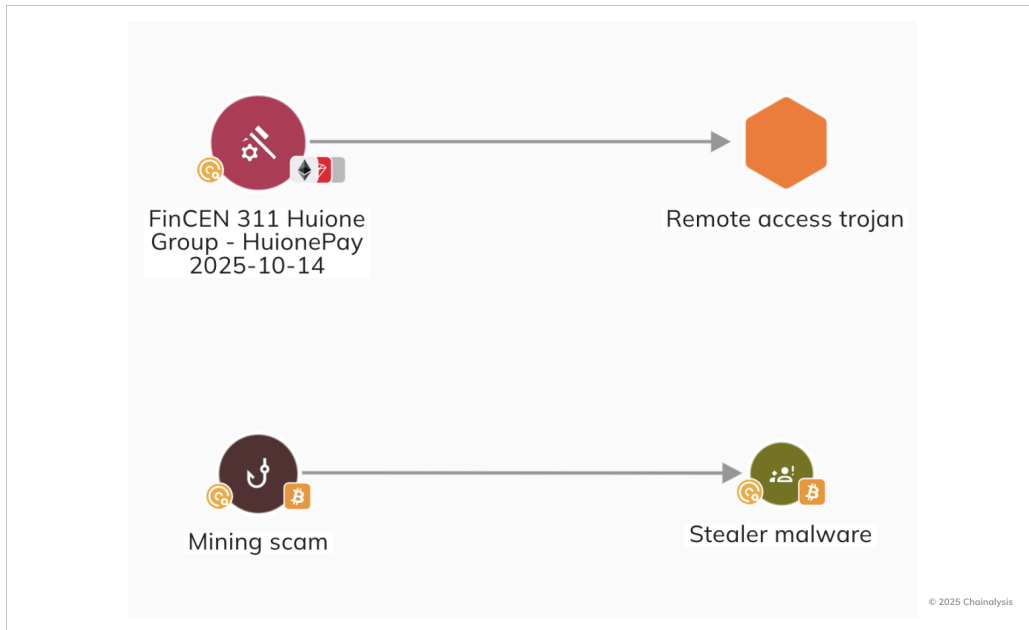 FinCEN 311 Huione
Group - HuionePay
2025-10-14
Remote access trojan
Mining scam
Stealer malware
© 2025 Chainalysis